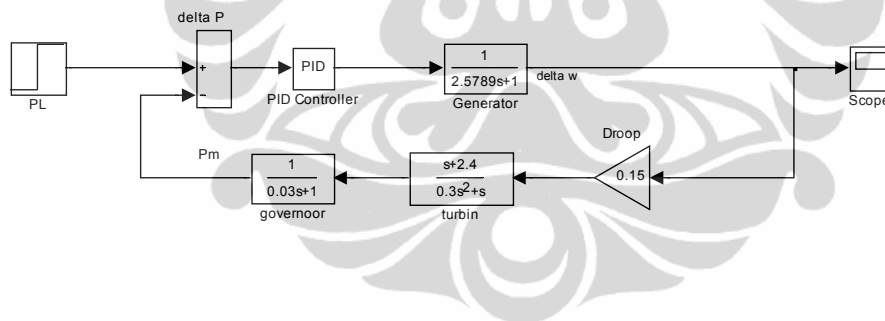 delta P
PL
+
−
PID
PID Controller
1
2.5789s+1
Generator
delta w
Scope
Droop
0.15
s+2.4
0.3s2+s
turbin
1
0.03s+1
governoor
Pm